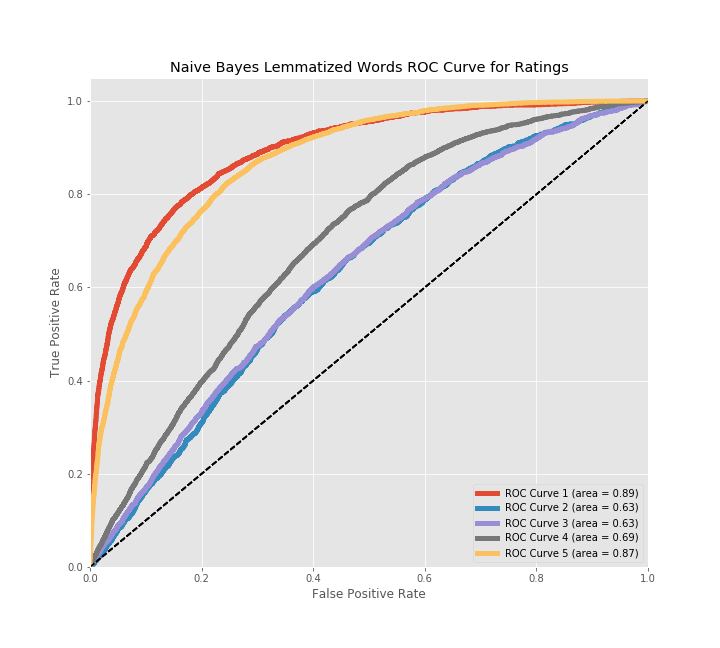 Naive Bayes Lemmatized Words ROC Curve for Ratings
True Positive Rate
1.0
0.8
0.6
0.4
0.2
0.0
ROC Curve 1 (area = 0.89)
ROC Curve 2 (area = 0.63)
ROC Curve 3 (area = 0.63)
ROC Curve 4 (area = 0.69)
ROC Curve 5 (area = 0.87)
0.0 0.2 0.4 0.6 0.8 1.0
False Positive Rate